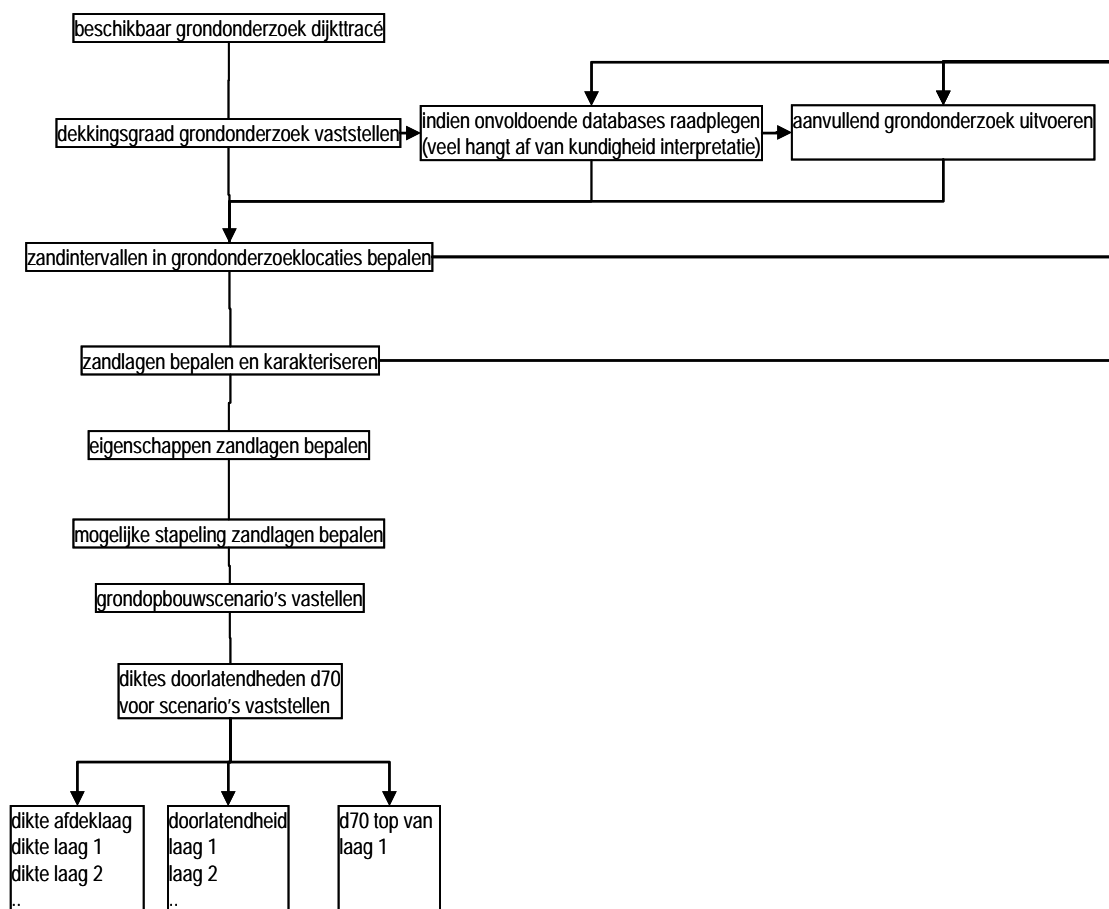 beschikbaar grondonderzoek dijkttracé
dekkingsgraad grondonderzoek vaststellen
indien onvoldoende databases raadplegen
(veel hangt af van kundigheid interpretatie)
aanvullend grondonderzoek uitvoeren
zandintervallen in grondonderzoeklocaties bepalen
zandlagen bepalen en karakteriseren
eigenschappen zandlagen bepalen
mogelijke stapeling zandlagen bepalen
grondopbouwscenario's vastellen
diktes doorlatendheden d70
voor scenario's vaststellen
dikte afdeklaag
dikte laag 1
dikte laag 2
doorlatendheid
laag 1
laag 2
d70 top van
laag 1